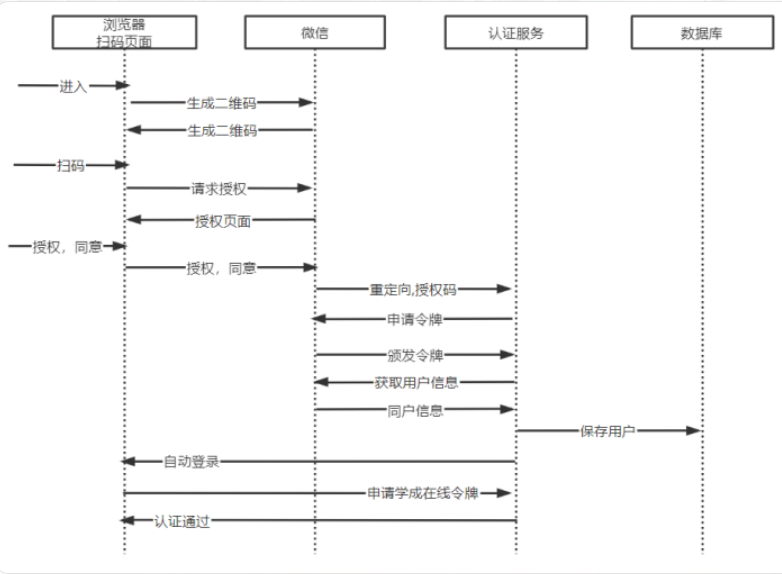 浏览器
扫码页面
微信
认证服务
数据库
进入
生成二维码
生成二维码
扫码
请求授权
授权页面
授权，同意
授权，同意
重定向,授权码
申请令牌
颁发令牌
获取用户信息
同户信息
保存用户
自动登录
申请学成在线令牌
认证通过